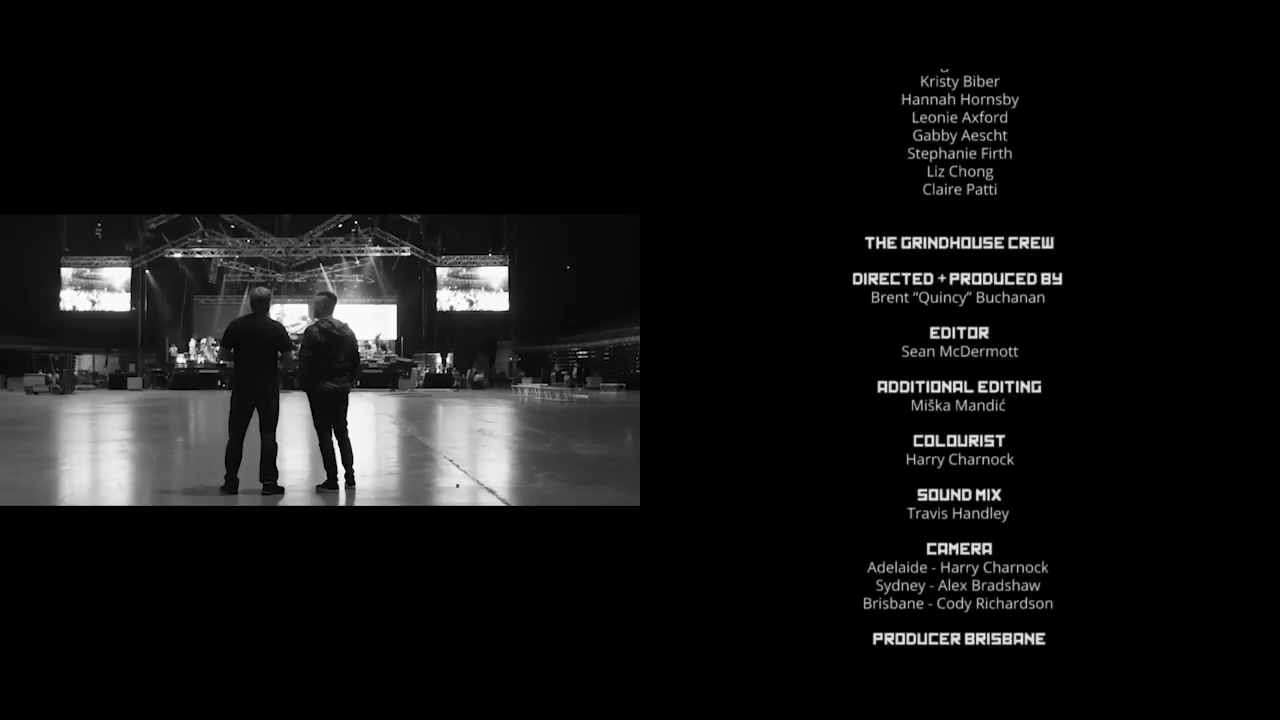 Kristy Biber
Hannah Hornsby
Leonie Axford
Gabby Aescht
Stephanie Firth
Liz Chong
Claire Patti
THE GRINDHOUSE CREW
DIRECTED + PRODUCED BY
Brent “Quincy” Buchanan
EDITOR
Sean McDermott
ADDITIONAL EDITING
Miška Mandić
COLOURIST
Harry Charnock
SOUND MIX
Travis Handley
CAMERA
Adelaide - Harry Charnock
Sydney - Alex Bradshaw
Brisbane - Cody Richardson
PRODUCER BRISBANE